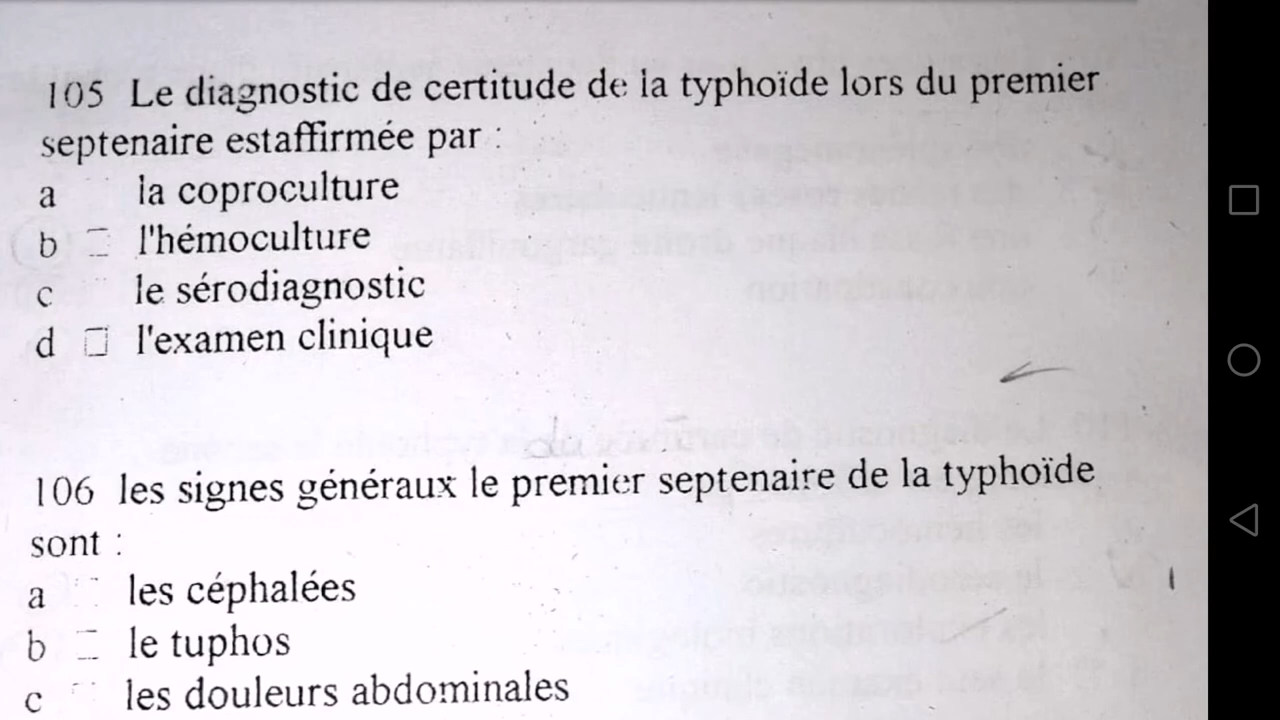 105 Le diagnostic de certitude de la typhoïde lors du premier
septenaire estaffirmée par :
a la coproculture
b l'hémoculture
c le sérodiagnostic
d l'examen clinique
106 les signes généraux le premier septenaire de la typhoïde
sont :
a les céphalées
b le tuphos
c les douleurs abdominales